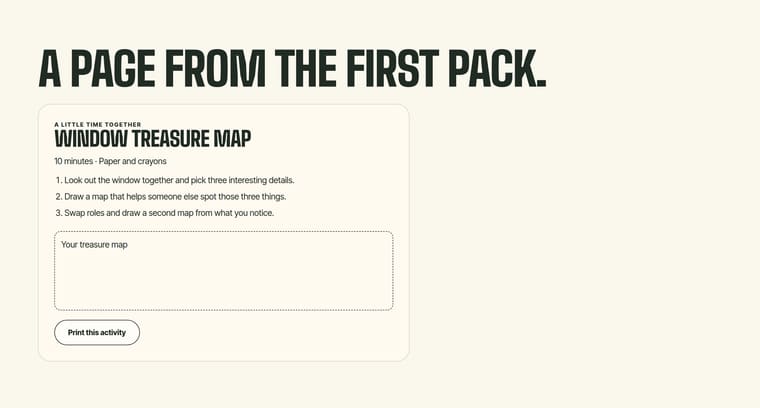 A PAGE FROM THE FIRST PACK.
A LITTLE TIME TOGETHER
WINDOW TREASURE MAP
10 minutes · Paper and crayons
1. Look out the window together and pick three interesting details.
2. Draw a map that helps someone else spot those three things.
3. Swap roles and draw a second map from what you notice.
Your treasure map
Print this activity